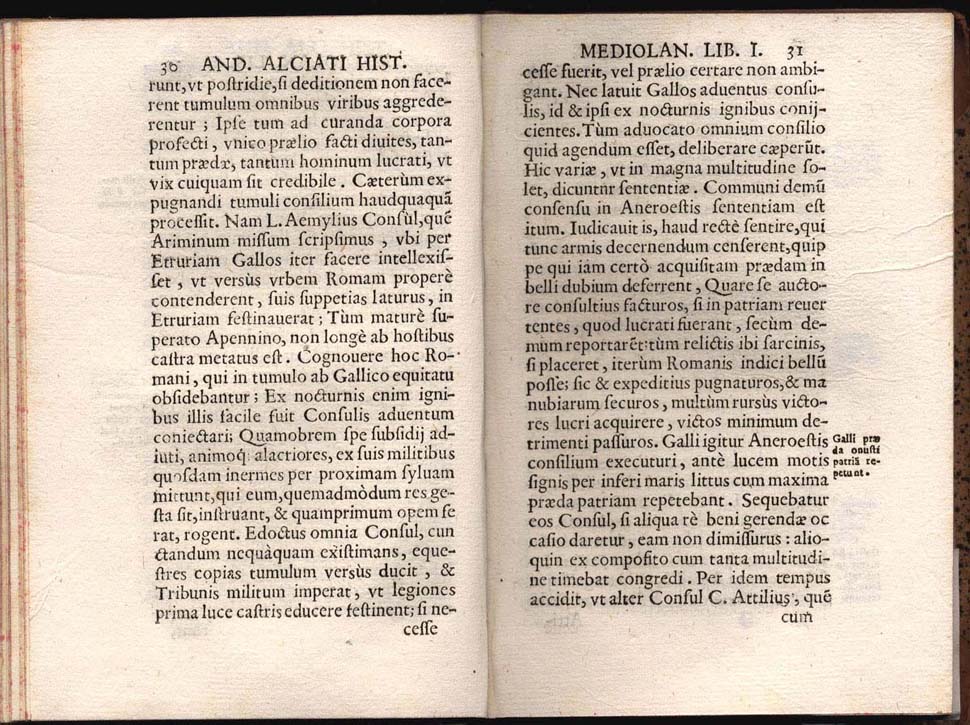 30 AND. ALCIATI HIST.
runt, vt postridie, si deditionem non face-
rent tumulum omnibus viribus aggrede-
rentur ; Ipse tum ad curanda corpora
profecti, vnico prælio facti diuites, tan-
tum prædæ, tantum hominum lucrati, vt
vix cuiquam sit credibile. Cæterùm ex-
pugnandi tumuli consilium haudquaquã
processit. Nam L. Aemylius Consul, quẽ
Ariminum missum scripsimus, vbi per
Etruriam Gallos iter facere intellexis-
set, vt versùs vrbem Romam properè
contenderent, suis suppetias laturus, in
Etruriam festinauerat ; Tùm maturè su-
perato Apennino, non longè ab hostibus
castra metatus est. Cognouere hoc Ro-
mani, qui in tumulo ab Gallico equitatu
obsidebantur ; Ex nocturnis enim igni-
bus illis facile fuit Consulis aduentum
coniectari; Quamobrem spe subsidij ad-
iuti, animoq; alacriores, ex suis militibus
quosdam inermes per proximam syluam
mittunt, qui eum, quemadmòdum res ge-
sta sit, instruant, & quamprimum opem fe
rat, rogent. Edoctus omnia Consul, cun
ctandum nequàquam existimans, eque-
stres copias tumulum versùs ducit, &
Tribunis militum imperat, vt legiones
prima luce castris educere festinent; si ne-
cesse
MEDIOLAN. LIB. I. 31
cesse fuerit, vel prælio certare non ambi-
gant. Nec latuit Gallos aduentus consu-
lis, id & ipsi ex nocturnis ignibus conij-
cientes. Tùm aduocato omnium consilio
quid agendum esset, deliberare cæperũt.
Hic variæ, vt in magna multitudine so-
let, dicuntnr sententiæ. Communi demũ
consensu in Aneroestis sententiam est
itum. Iudicauit is, haud rectè sentire, qui
tunc armis decernendum censerent, quip
pe qui iám certò acquisitam prædam in
belli dubium deferrent, Quare se aucto-
re consultius facturos, si in patriam reuer
tentes, quod lucrati fuerant, secùm de-
mum reportarẽt: tùm relictis ibi sarcinis,
si placeret, iterùm Romanis indici bellũ
posse; sic & expeditius pugnaturos, & ma
nubiarum securos, multùm rursùs victo-
res lucri acquirere, victos minimum de-
trimenti passuros. Galli igitur Aneroestis
consilium executuri, antè lucem motis
signis per inferi maris littus cum maxima
præda patriam repetebant. Sequebatur
eos Consul, si aliqua rè benè gerendæ oc
casio daretur, eam non dimissurus : alio-
quin ex composito cum tanta multitudi-
ne timebat congredi. Per idem tempus
accidit, vt alter Consul C. Attilius, quẽ
cum
Galli præ
da onusti
patriã re-
petunt.